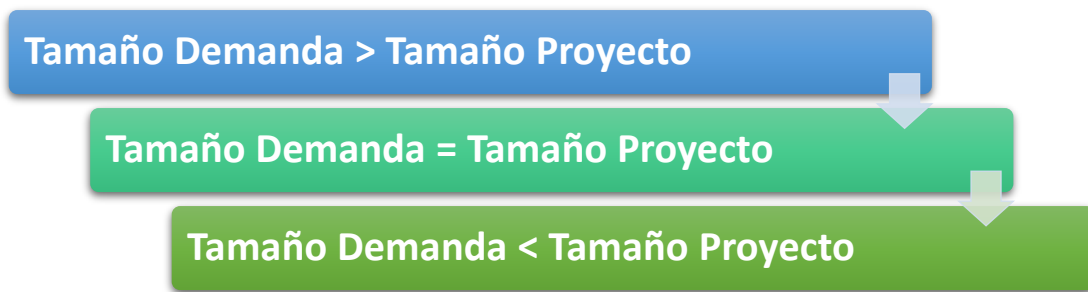 Tamaño Demanda > Tamaño Proyecto
Tamaño Demanda = Tamaño Proyecto
Tamaño Demanda < Tamaño Proyecto